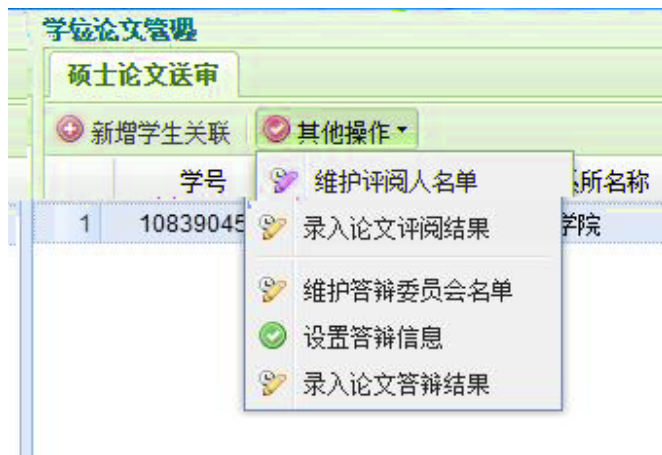 学位论文管理
硕士论文送审
新增学生关联 其他操作
学号 所名称
1 10839045 学院
维护评阅人名单
录入论文评阅结果
维护答辩委员会名单
设置答辩信息
录入论文答辩结果